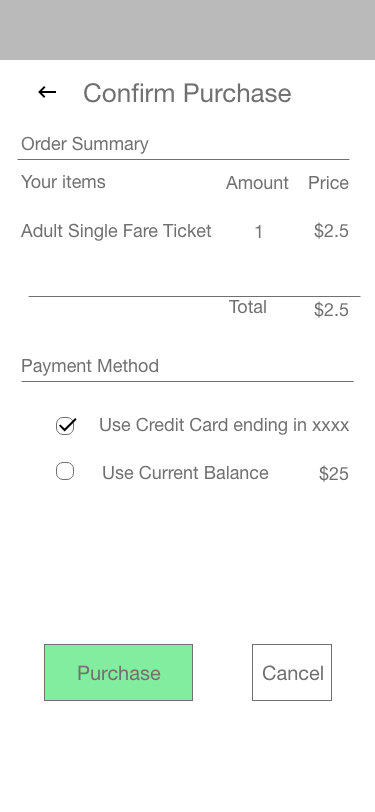 Confirm Purchase
Order Summary
Your items Amount Price
Adult Single Fare Ticket 1 $2.5
Total $2.5
Payment Method
Use Credit Card ending in xxxx
Use Current Balance $25
Purchase Cancel